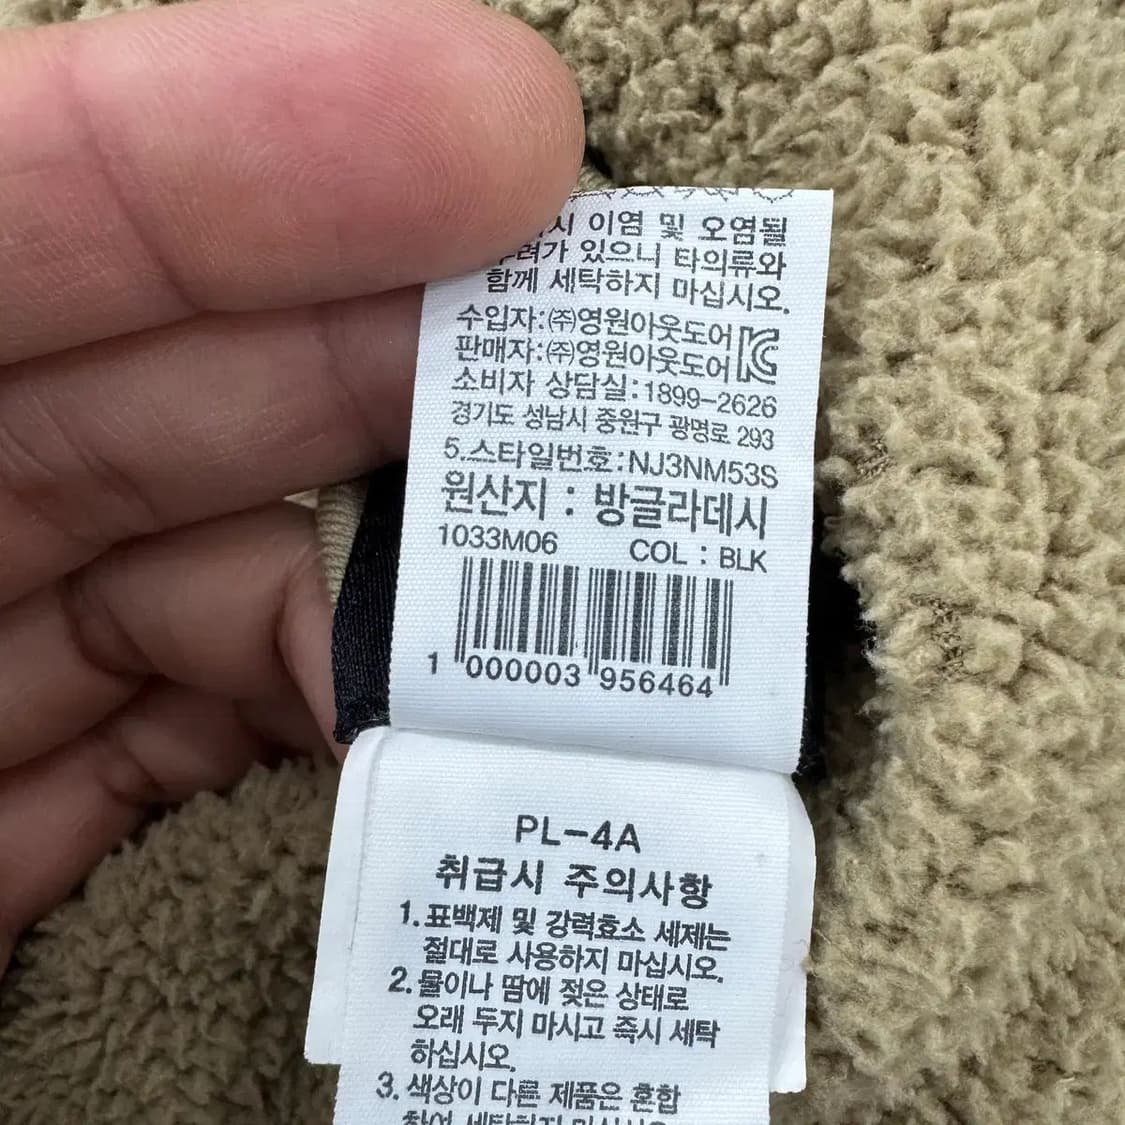 이염 및 오염될
있으니 타의류와
함께 세탁하지 마십시오.
수입자:㈜영원아웃도어
판매자:㈜영원아웃도어
소비자 상담실:1899-2626
경기도 성남시 중원구 광명로 293
5.스타일번호:NJ3NM53S
원산지 : 방글라데시
1033M06 COL : BLK
1 000003 956464
PL-4A
취급시 주의사항
1.표백제 및 강력효소 세제는
절대로 사용하지 마십시오.
2.물이나 땀에 젖은 상태로
오래 두지 마시고 즉시 세탁
하십시오.
3.색상이 다른 제품은 혼합